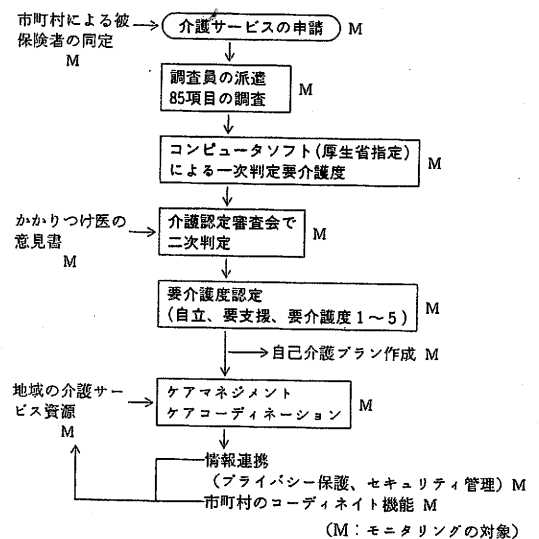 市町村による被
保険者の同定
M
介護サービスの申請
M
調査員の派遣
85項目の調査
M
コンピュータソフト(厚生省指定)
による一次判定要介護度
M
かかりつけ医の
意見書
M
介護認定審査会で
二次判定
M
要介護度認定
(自立、要支援、要介護度1〜5)
M
自己介護プラン作成 M
地域の介護サー
ビス資源
M
ケアマネジメント
ケアコーディネーション
M
情報連携
(プライバシー保護、セキュリティ管理) M
市町村のコーディネイト機能 M
(M：モニタリングの対象)